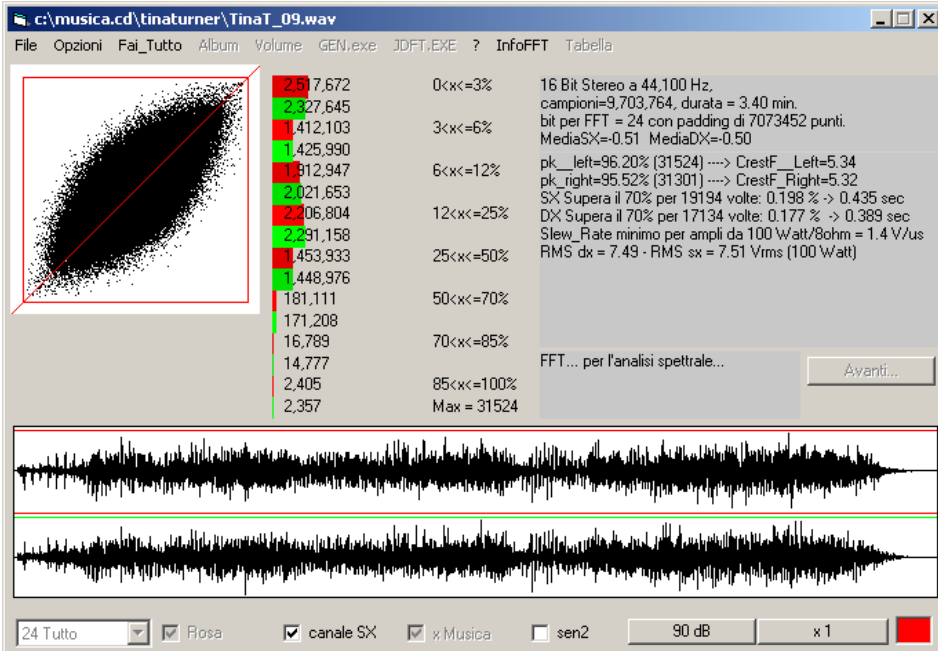 c:\musica.cd\tinaturner\TinaT_09.wav
File Opzioni Fai_Tutto Album Volume GEN.exe JDFT.EXE ? InfoFFT Tabella
2,517,672 0<x<=3%
2,327,645
1,412,103 3<x<=6%
1,425,990
1,912,947 6<x<=12%
2,021,653
2,206,804 12<x<=25%
2,291,158
1,453,933 25<x<=50%
1,448,976
181,111 50<x<=70%
171,208
16,789 70<x<=85%
14,777
2,405 85<x<=100%
2,357 Max = 31524
16 Bit Stereo a 44,100 Hz,
campioni=9,703,764, durata = 3.40 min.
bit per FFT = 24 con padding di 7073452 punti.
MediaSX=-0.51 MediaDX=-0.50
pk__left=96.20% (31524) ----> CrestF__Left=5.34
pk_right=95.52% (31301) ----> CrestF_Right=5.32
SX Supera il 70% per 19194 volte: 0.198 % -> 0.435 sec
DX Supera il 70% per 17134 volte: 0.177 % -> 0.389 sec
Slew_Rate minimo per ampli da 100 Watt/8ohm = 1.4 V/us
RMS dx = 7.49 - RMS sx = 7.51 Vrms (100 Watt)
FFT... per l'analisi spettrale...
Avanti...
24 Tutto Rosa canale SX x Musica sen2 90 dB x 1